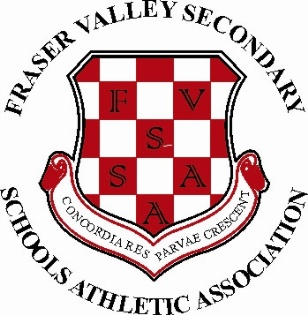 FRASER VALLEY SECONDARY
F V
S
S A
A
CONCORDIA RES PARVAE CRESCENT
SCHOOLS ATHLETIC ASSOCIATION